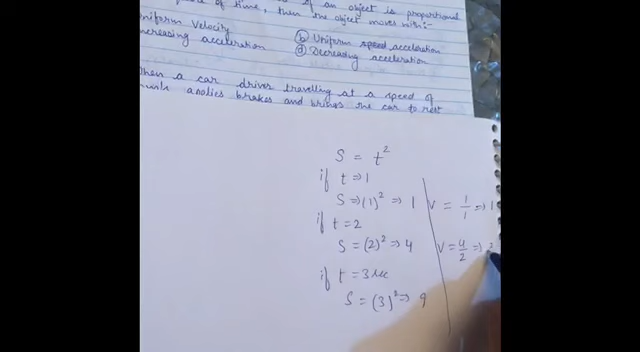 of an object is proportional
of time, then the object moves with:-
Uniform Velocity (b) Uniform speed acceleration
Increasing acceleration (d) Decreasing acceleration
When a car driver travelling at a speed of
applies brakes and brings the car to rest
S = t²
if t ⇒ 1
S ⇒ (1)² ⇒ 1 V = 1/1 ⇒ 1
if t = 2
S = (2)² ⇒ 4 V = 4/2 ⇒ 2
if t = 3 sec
S = (3)² ⇒ 9